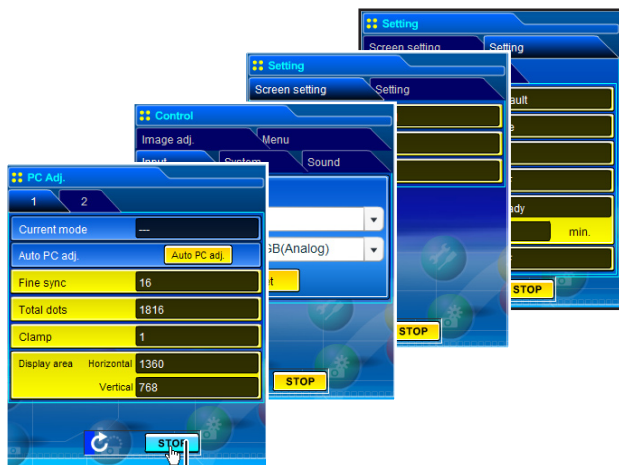 Setting
Screen setting Setting
ault
min.
STOP
Setting
Screen setting Setting
STOP
Control
Image adj. Menu
Input System Sound
GB(Analog)
STOP
PC Adj.
1 2
Current mode ---
Auto PC adj. Auto PC adj.
Fine sync 16
Total dots 1816
Clamp 1
Display area Horizontal 1360
Vertical 768
STOP